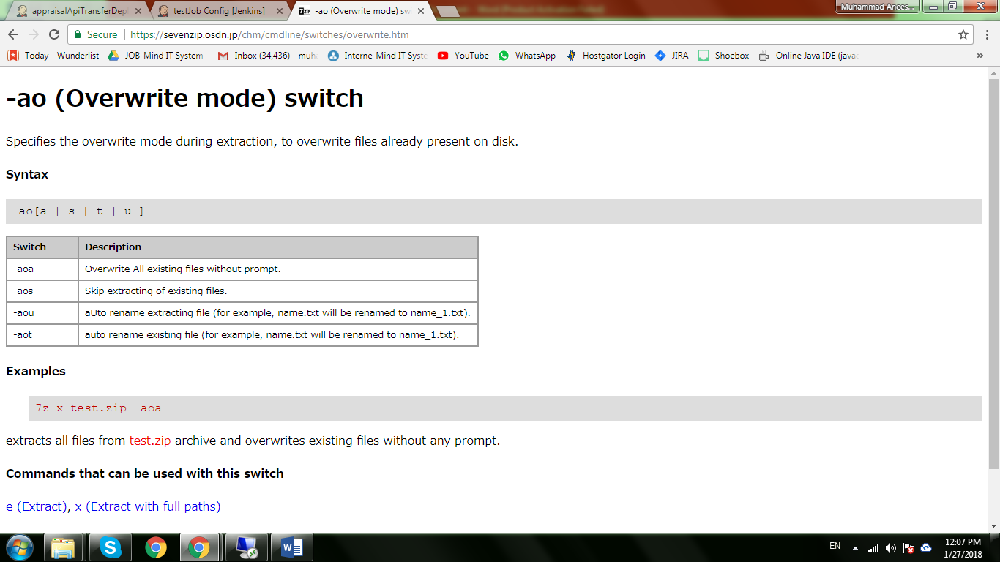 appraisalApiTransferDep
testJob Config [Jenkins]
-ao (Overwrite mode) sw
Muhammad Anees...
Secure
https://sevenzip.osdn.jp/chm/cmdline/switches/overwrite.htm
Today - Wunderlist
JOB-Mind IT System
Inbox (34,436) - muh
Interne-Mind IT Syste
YouTube
WhatsApp
Hostgator Login
JIRA
Shoebox
Online Java IDE (javac
»
-ao (Overwrite mode) switch
Specifies the overwrite mode during extraction, to overwrite files already present on disk.
Syntax
-ao[a | s | t | u ]
Switch Description
-aoa Overwrite All existing files without prompt.
-aos Skip extracting of existing files.
-aou aUto rename extracting file (for example, name.txt will be renamed to name_1.txt).
-aot auto rename existing file (for example, name.txt will be renamed to name_1.txt).
Examples
7z x test.zip -aoa
extracts all files from test.zip archive and overwrites existing files without any prompt.
Commands that can be used with this switch
e (Extract), x (Extract with full paths)
EN
12:07 PM
1/27/2018